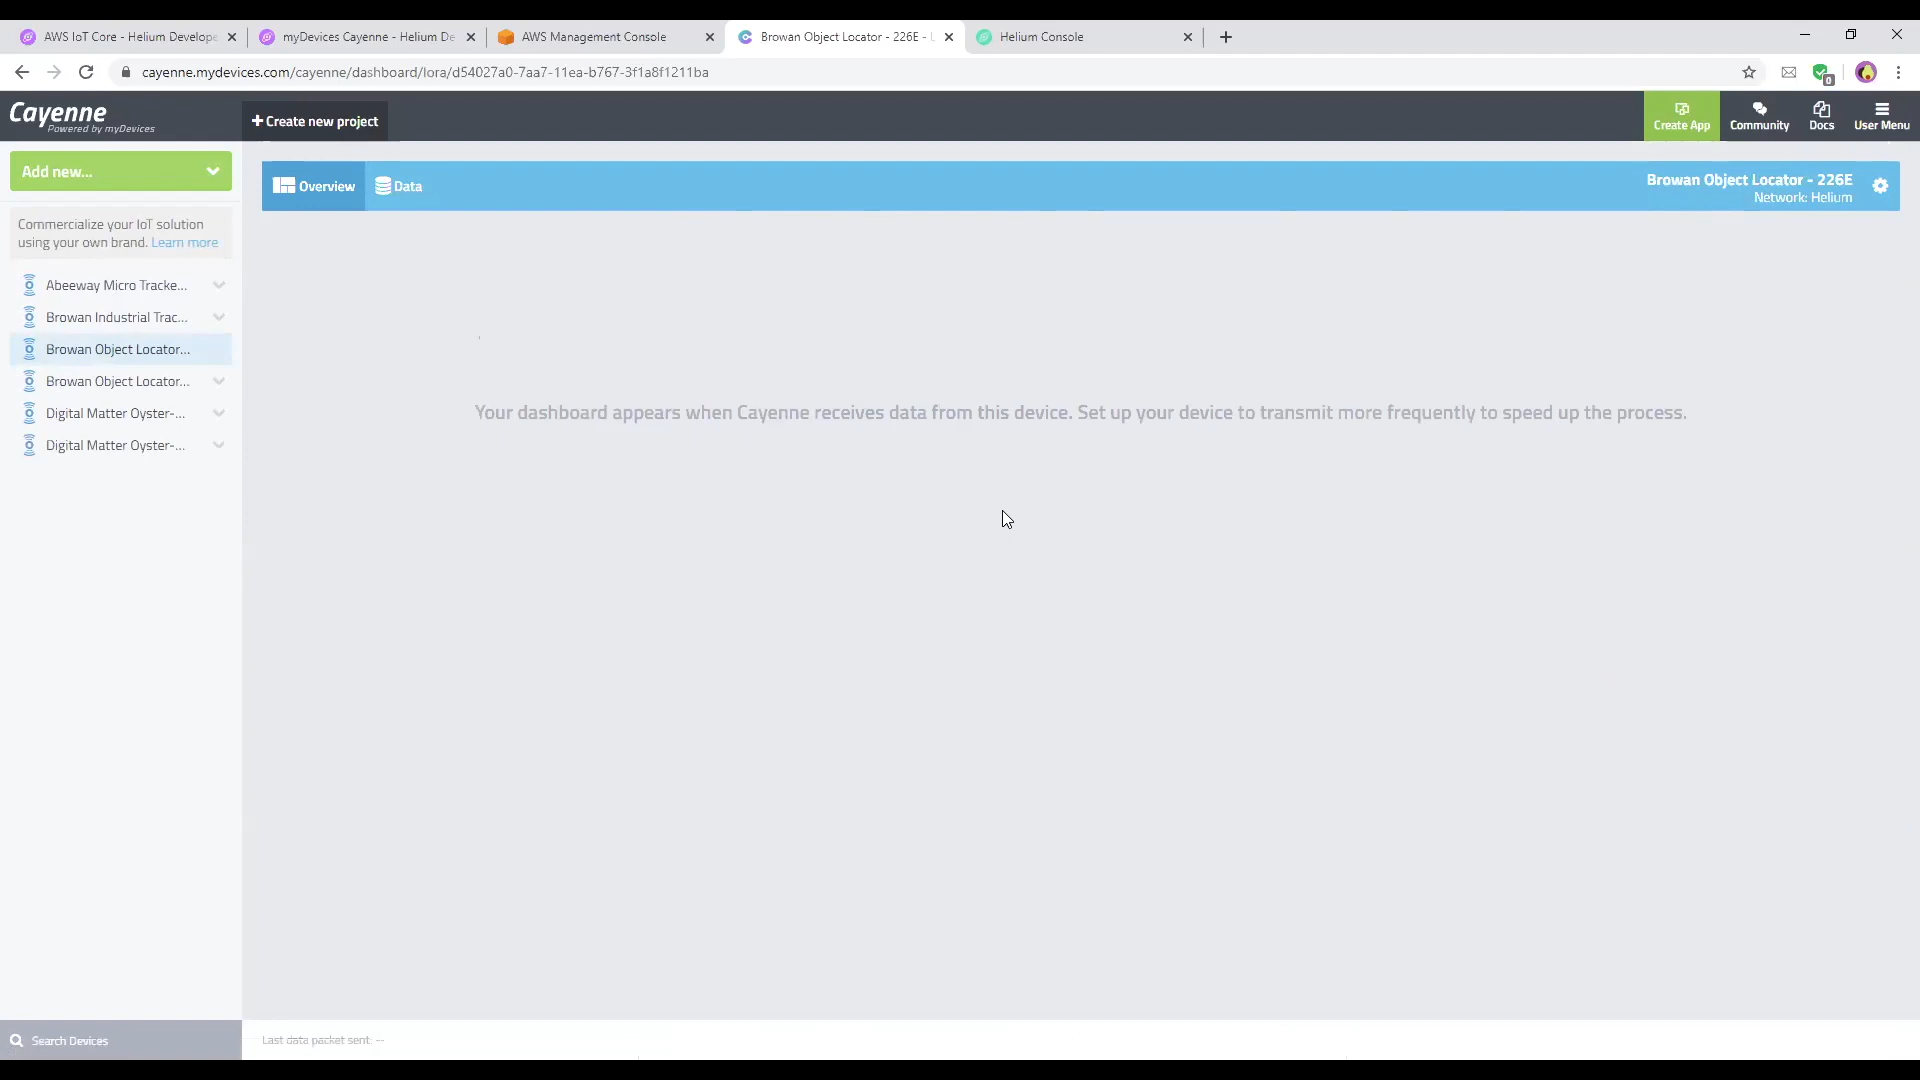 AWS IoT Core - Helium Develope
myDevices Cayenne - Helium De
AWS Management Console
Browan Object Locator - 226E - L
Helium Console
cayenne.mydevices.com/cayenne/dashboard/lora/d54027a0-7aa7-11ea-b767-3f1a8f1211ba
0
Cayenne
Powered by myDevices
+ Create new project
Create App
Community
Docs
User Menu
Add new...
Overview
Data
Browan Object Locator - 226E
Network: Helium
Commercialize your IoT solution
using your own brand. Learn more
Abeeway Micro Tracke...
Browan Industrial Trac...
Browan Object Locator...
Browan Object Locator...
Digital Matter Oyster-...
Digital Matter Oyster-...
Your dashboard appears when Cayenne receives data from this device. Set up your device to transmit more frequently to speed up the process.
Search Devices
Last data packet sent: --